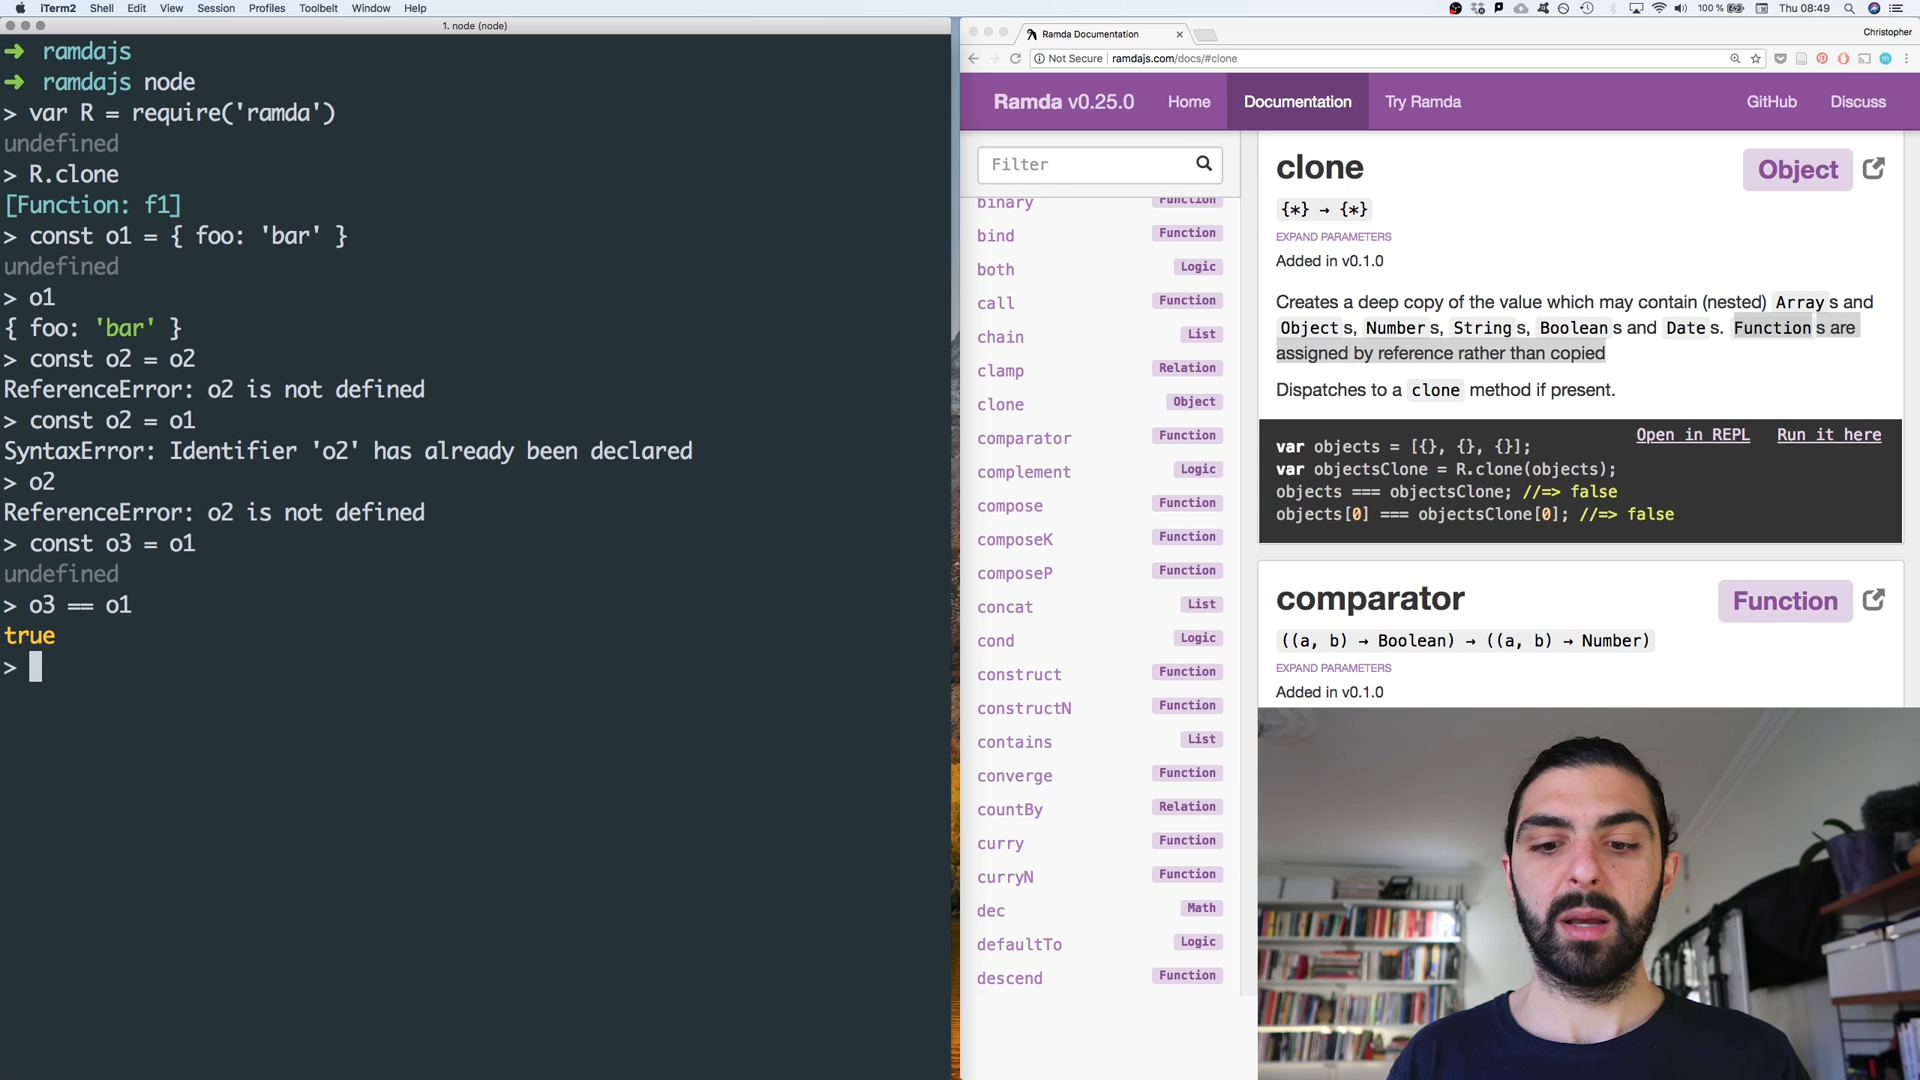 iTerm2 Shell Edit View Session Profiles Toolbelt Window Help
100 % Thu 08:49
1. node (node)
➜ ramdajs
➜ ramdajs node
> var R = require('ramda')
undefined
> R.clone
[Function: f1]
> const o1 = { foo: 'bar' }
undefined
> o1
{ foo: 'bar' }
> const o2 = o2
ReferenceError: o2 is not defined
> const o2 = o1
SyntaxError: Identifier 'o2' has already been declared
> o2
ReferenceError: o2 is not defined
> const o3 = o1
undefined
> o3 == o1
true
>
Ramda Documentation
Christopher
Not Secure ramdajs.com/docs/#clone
Ramda v0.25.0 Home Documentation Try Ramda GitHub Discuss
Filter
binary Function
bind Function
both Logic
call Function
chain List
clamp Relation
clone Object
comparator Function
complement Logic
compose Function
composeK Function
composeP Function
concat List
cond Logic
construct Function
constructN Function
contains List
converge Function
countBy Relation
curry Function
curryN Function
dec Math
defaultTo Logic
descend Function
clone Object
{*} → {*}
EXPAND PARAMETERS
Added in v0.1.0
Creates a deep copy of the value which may contain (nested) Array s and
Object s, Number s, String s, Boolean s and Date s. Function s are
assigned by reference rather than copied
Dispatches to a clone method if present.
Open in REPL Run it here
var objects = [{}, {}, {}];
var objectsClone = R.clone(objects);
objects === objectsClone; //=> false
objects[0] === objectsClone[0]; //=> false
comparator Function
((a, b) → Boolean) → ((a, b) → Number)
EXPAND PARAMETERS
Added in v0.1.0